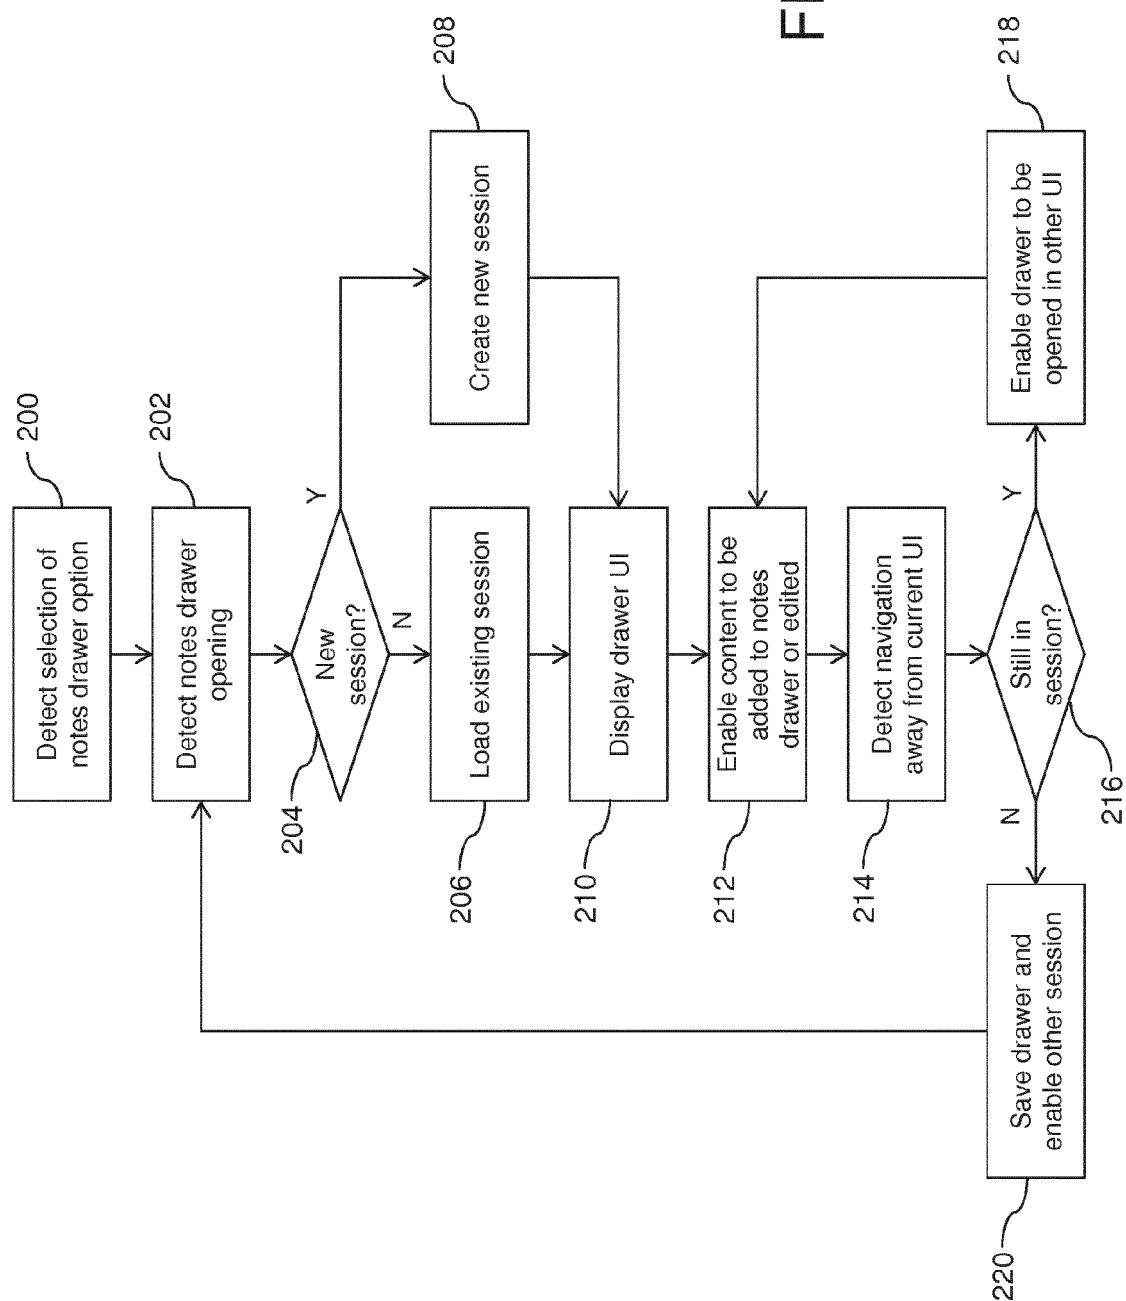 200
Detect selection of
notes drawer option
202
Detect notes drawer
opening
204
New
session?
Y
N
208
Create new session
206
Load existing session
210
Display drawer UI
212
Enable content to be
added to notes
drawer or edited
214
Detect navigation
away from current UI
216
Still in
session?
Y
N
218
Enable drawer to be
opened in other UI
220
Save drawer and
enable other session